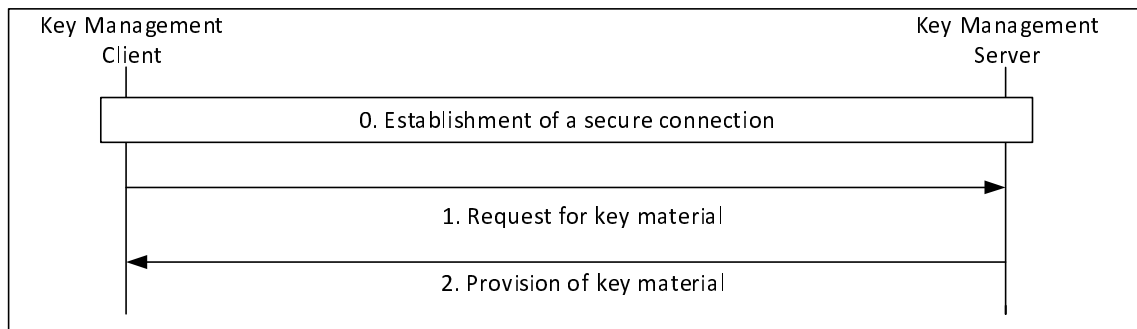 Key Management
Client
Key Management
Server
0. Establishment of a secure connection
1. Request for key material
2. Provision of key material